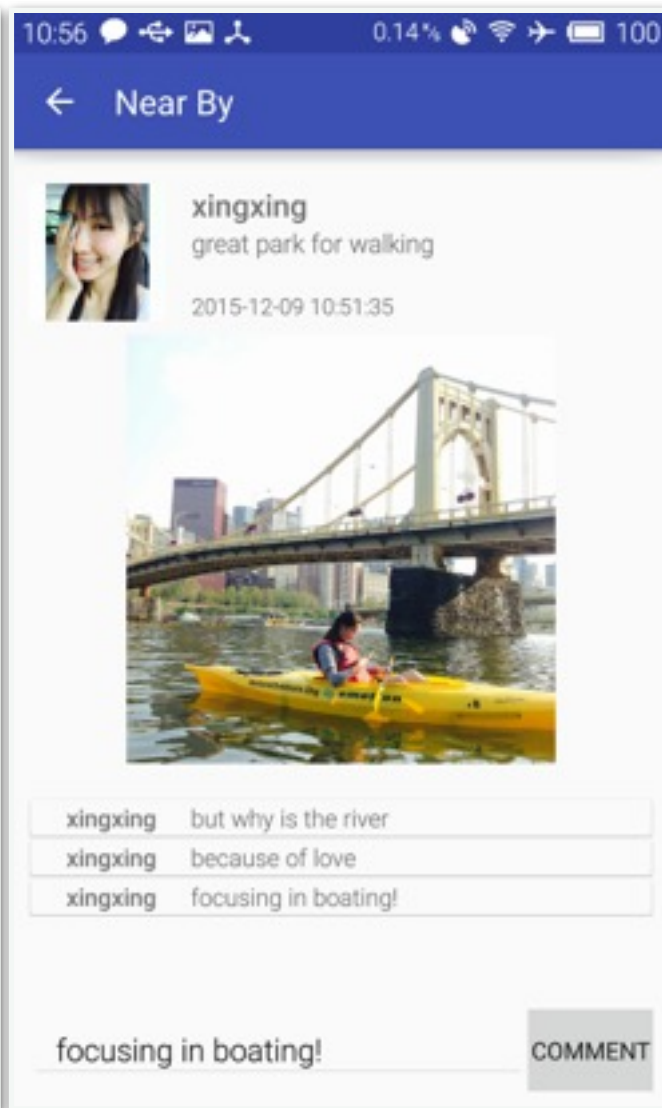 10:56 0.14% 100
Near By
xingxing
great park for walking
2015-12-09 10:51:35
emotion
xingxing but why is the river
xingxing because of love
xingxing focusing in boating!
focusing in boating! COMMENT